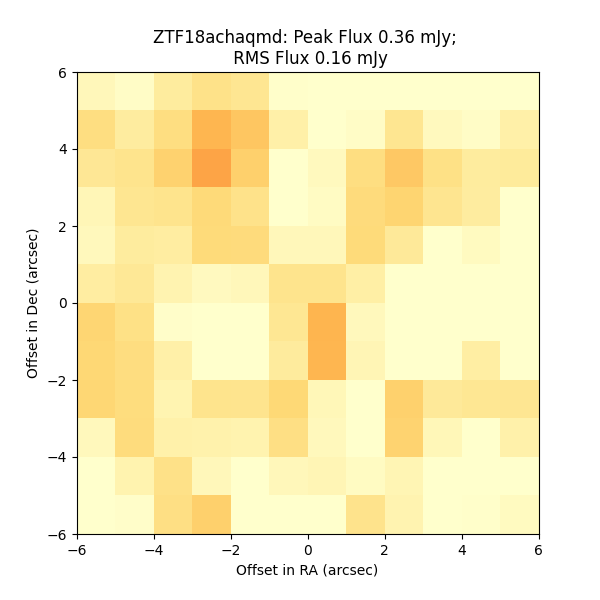 ZTF18achaqmd: Peak Flux 0.36 mJy;
RMS Flux 0.16 mJy
6
4
2
0
−2
−4
−6
Offset in Dec (arcsec)
−6 −4 −2 0 2 4 6
Offset in RA (arcsec)